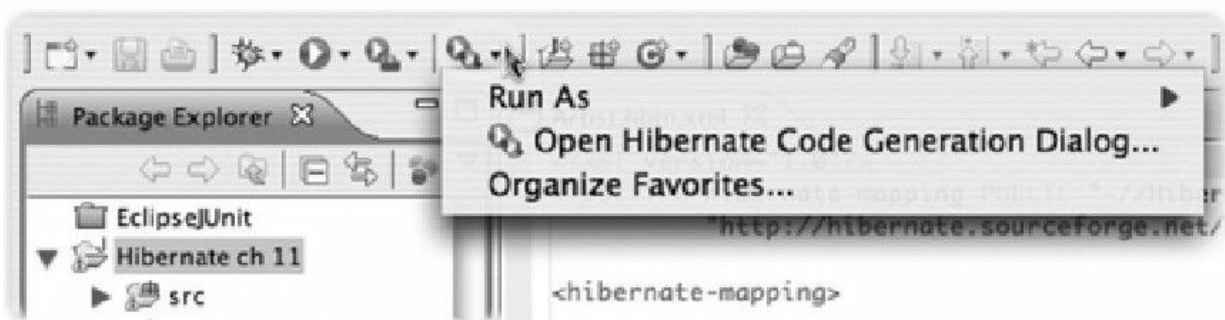 Run As
Package Explorer
Open Hibernate Code Generation Dialog...
Organize Favorites...
EclipseJUnit
"http://hibernate.sourceforge.net/
Hibernate ch 11
src
<hibernate-mapping>